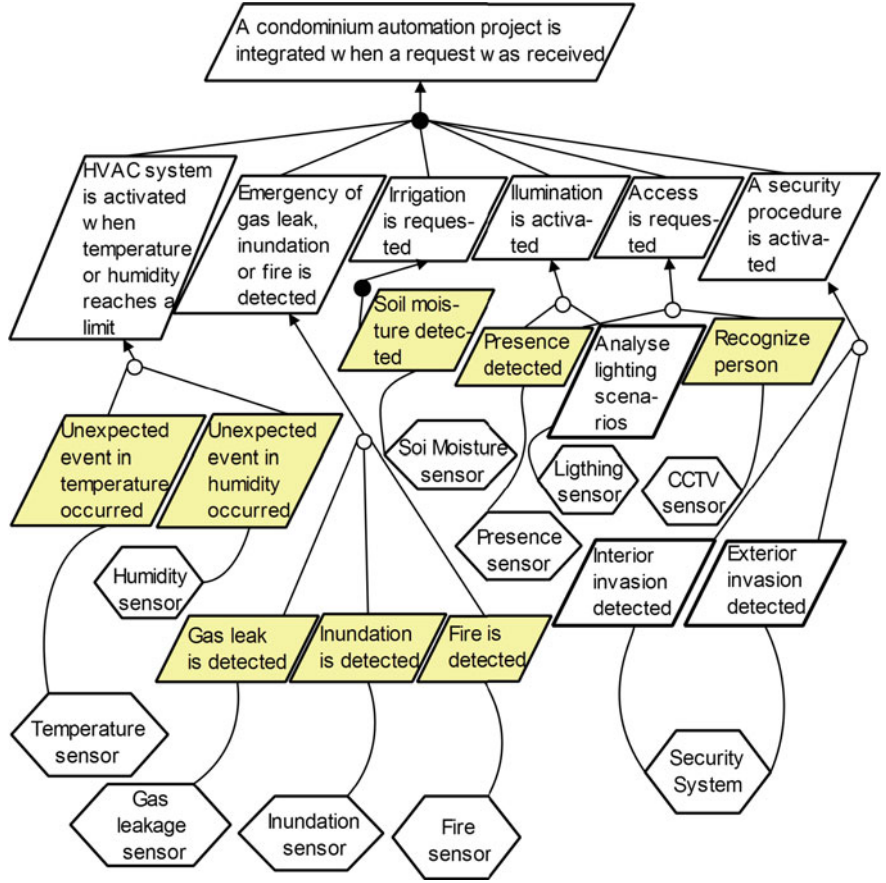 A condominium automation project is
integrated when a request was received
HVAC system
is activated
when
temperature
or humidity
reaches a
limit
Emergency of
gas leak,
inundation
or fire is
detected
Irrigation
is reques-
ted
Ilumination
is activa-
ted
Access
is reques-
ted
A security
procedure
is activa-
ted
Soil mois-
ture detec-
ted
Presence
detected
Analyse
lighting
scena-
rios
Recognize
person
Unexpected
event in
temperature
occurred
Unexpected
event in
humidity
occurred
Soi Moisture
sensor
Ligthing
sensor
CCTV
sensor
Presence
sensor
Humidity
sensor
Interior
invasion
detected
Exterior
invasion
detected
Gas leak
is detected
Inundation
is detected
Fire is
detected
Temperature
sensor
Gas
leakage
sensor
Inundation
sensor
Fire
sensor
Security
System